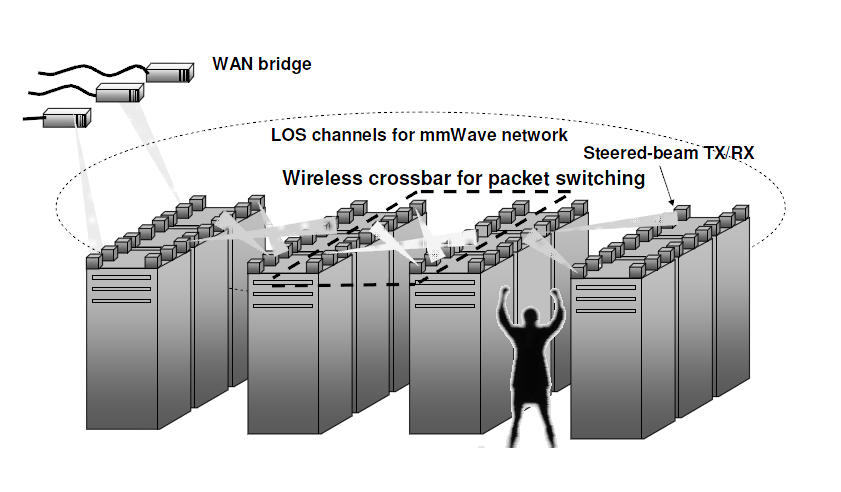 WAN bridge
LOS channels for mmWave network
Steered-beam TX/RX
Wireless crossbar for packet switching